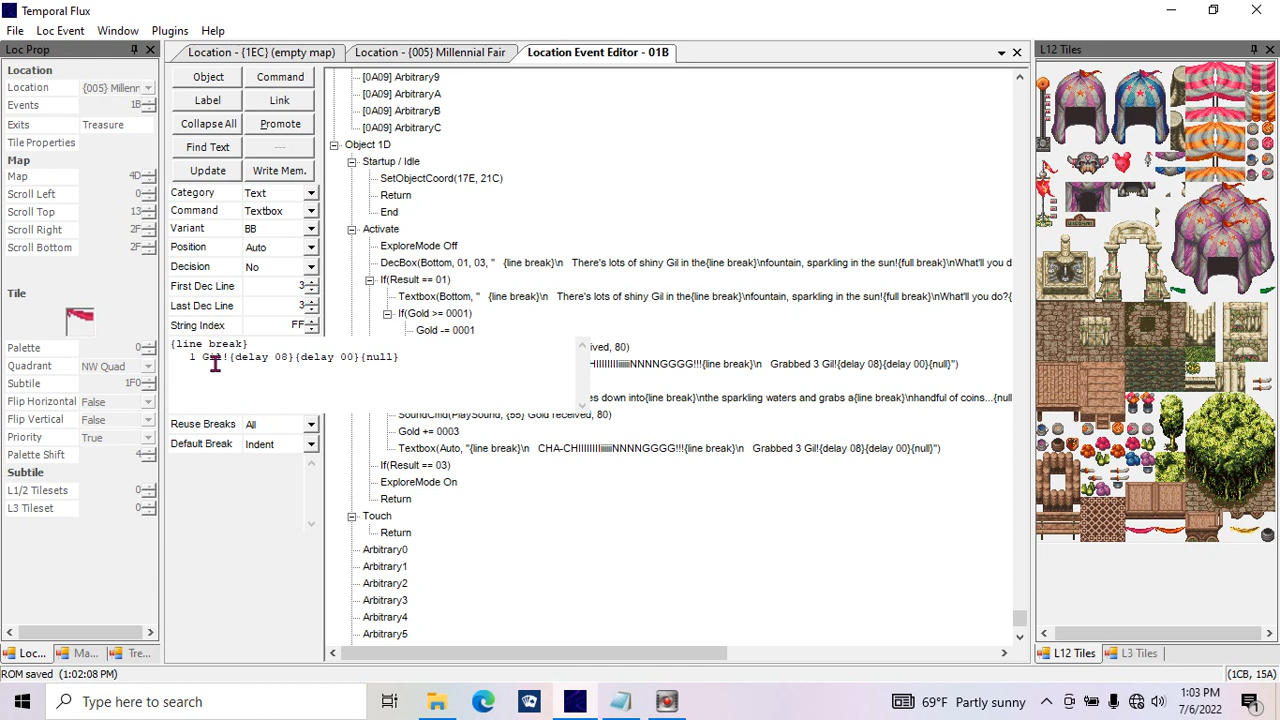 Temporal Flux
File Loc Event Window Plugins Help
Loc Prop
Location - {1EC} (empty map) Location - {005} Millennial Fair Location Event Editor - 01B
L12 Tiles
Location
Location {005} Millenr
Events 1B
Exits Treasure
Tile Properties
Map
Map 4D
Scroll Left 0
Scroll Top 13
Scroll Right 2F
Scroll Bottom 2F
Tile
Palette 0
Quadrant NW Quad
Subtile 1F0
Flip Horizontal False
Flip Vertical False
Priority True
Palette Shift 4
Subtile
L1/2 Tilesets 0
L3 Tileset 0
Loc... Ma... Tre...
Object Command
Label Link
Collapse All Promote
Find Text ---
Update Write Mem.
Category Text
Command Textbox
Variant BB
Position Auto
Decision No
First Dec Line 3
Last Dec Line 3
String Index FF
{line break}
1 Gil!{delay 08}{delay 00}{null}
Reuse Breaks All
Default Break Indent
[0A09] Arbitrary9
[0A09] ArbitraryA
[0A09] ArbitraryB
[0A09] ArbitraryC
Object 1D
Startup / Idle
SetObjectCoord(17E, 21C)
Return
End
Activate
ExploreMode Off
DecBox(Bottom, 01, 03, " {line break}\n There's lots of shiny Gil in the{line break}\nfountain, sparkling in the sun!{full break}\nWhat'll you d
If(Result == 01)
Textbox(Bottom, " {line break}\n There's lots of shiny Gil in the{line break}\nfountain, sparkling in the sun!{full break}\nWhat'll you do?{
If(Gold >= 0001)
Gold -= 0001
received, 80)
{line break}\n Grabbed 3 Gil!{delay 08}{delay 00}{null}")
es down into{line break}\nthe sparkling waters and grabs a{line break}\nhandful of coins...{nul
SoundCmd(PlaySound, {55} Gold received, 80)
Gold += 0003
Textbox(Auto, "{line break}\n CHA-CHIIIIIIIiiiiiiNNNNGGGG!!!{line break}\n Grabbed 3 Gil!{delay 08}{delay 00}{null}")
If(Result == 03)
ExploreMode On
Return
Touch
Return
Arbitrary0
Arbitrary1
Arbitrary2
Arbitrary3
Arbitrary4
Arbitrary5
L12 Tiles L3 Tiles
ROM saved (1:02:08 PM)
(1CB, 15A)
Type here to search
69°F Partly sunny
1:03 PM
7/6/2022
1